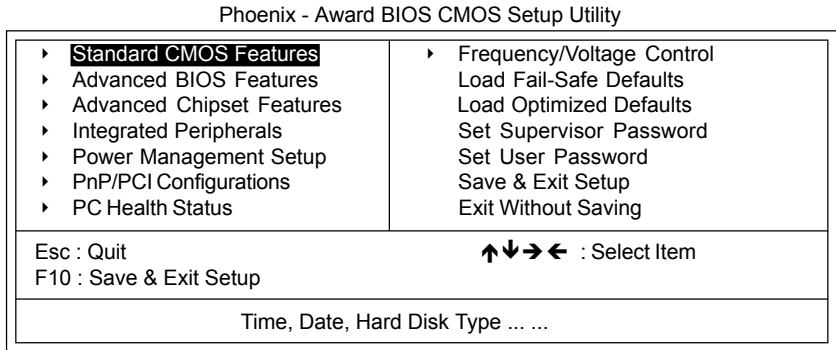 Phoenix - Award BIOS CMOS Setup Utility
Standard CMOS Features
Advanced BIOS Features
Advanced Chipset Features
Integrated Peripherals
Power Management Setup
PnP/PCI Configurations
PC Health Status
Frequency/Voltage Control
Load Fail-Safe Defaults
Load Optimized Defaults
Set Supervisor Password
Set User Password
Save & Exit Setup
Exit Without Saving
Esc : Quit
F10 : Save & Exit Setup
↑↓→← : Select Item
Time, Date, Hard Disk Type ... ...